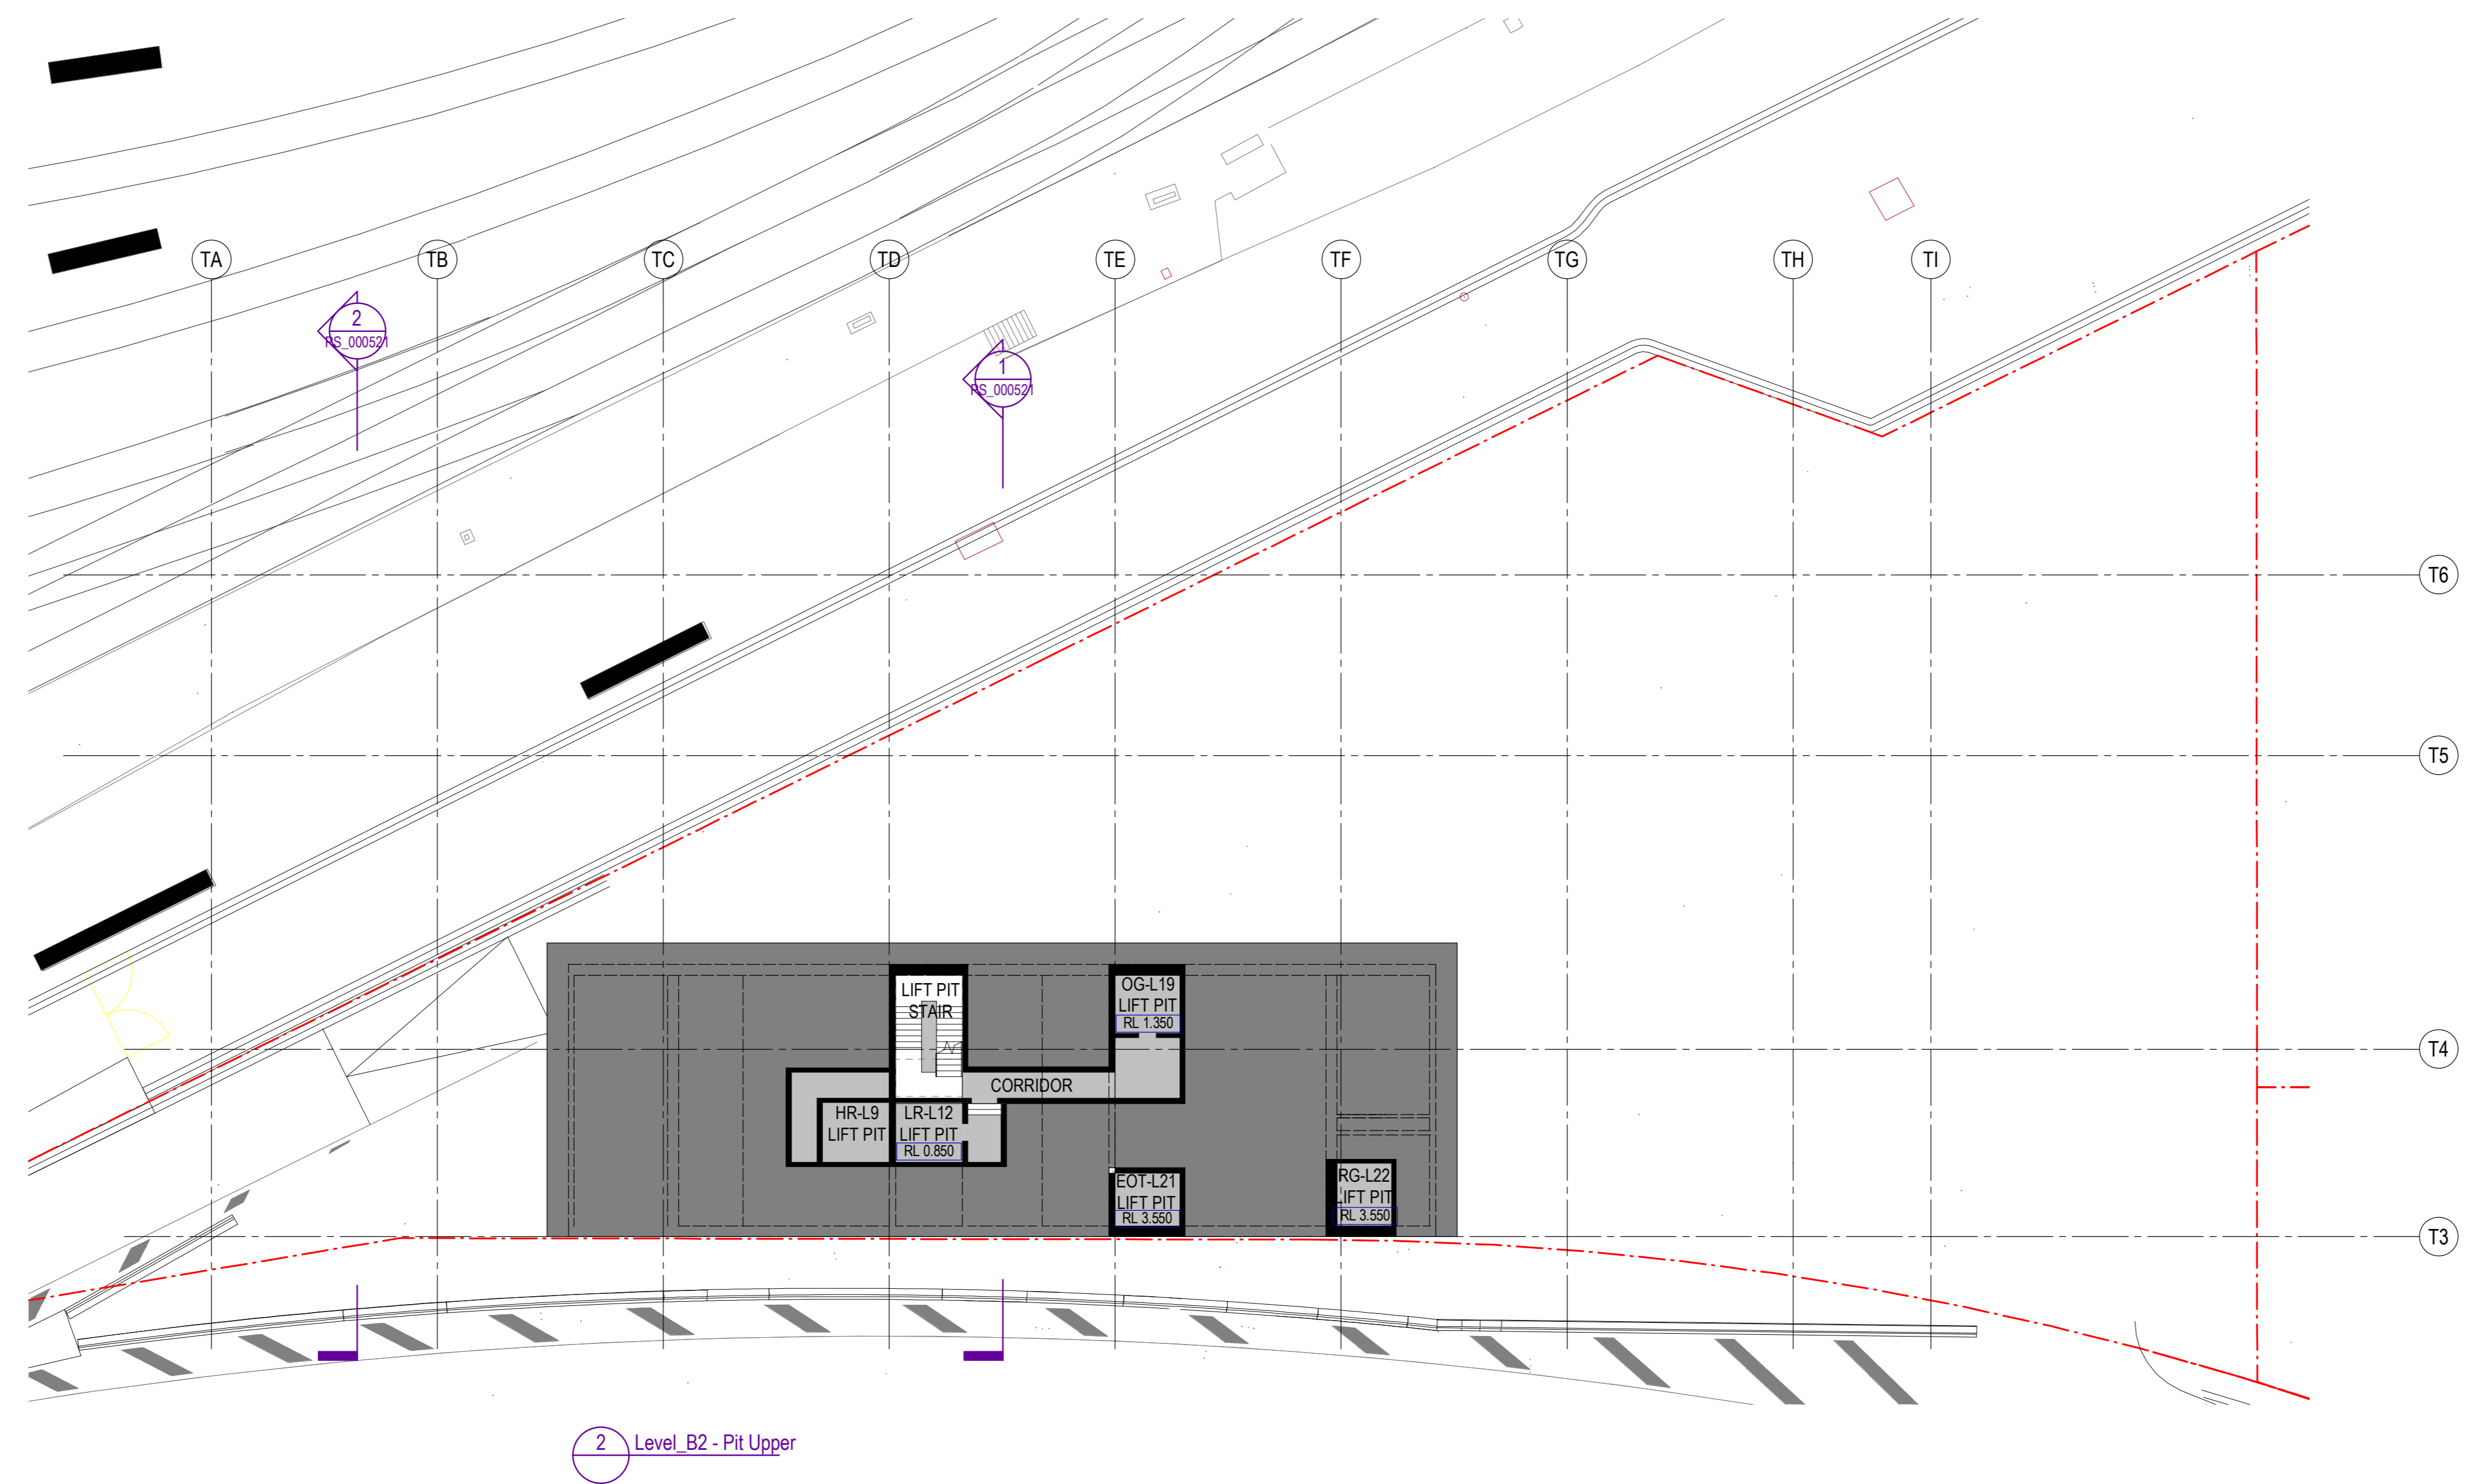 TA
TB
TC
TD
TE
TF
TG
TH
TI
2
RS_000521
1
RS_000521
T6
T5
T4
T3
LIFT PIT
STAIR
OG-L19
LIFT PIT
RL 1.350
CORRIDOR
HR-L9
LIFT PIT
LR-L12
LIFT PIT
RL 0.850
EOT-L21
LIFT PIT
RL 3.550
RG-L22
LIFT PIT
RL 3.550
2
Level_B2 - Pit Upper